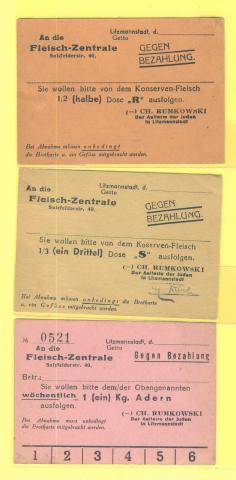 Litzmannstadt, d.
Getto
An die
Fleisch-Zentrale
Sulzfelderstr. 40,
GEGEN
BEZAHLUNG.
Sie wollen bitte von dem Konserven-Fleisch
1/2 (halbe) Dose „R" ausfolgen.
(—) CH. RUMKOWSKI
Der Aelteste der Juden
in Litzmannstadt
Bei Abnahme müssen unbedingt
die Brotkarte u. ein Gefäss mitgebracht werden.
Litzmannstadt, d.
Getto
An die
Fleisch-Zentrale
Sulzfelderstr. 40,
GEGEN
BEZAHLUNG.
Sie wollen bitte von dem Konserven-Fleisch
1/3 (ein Drittel) Dose „S" ausfolgen.
(—) CH. RUMKOWSKI
Der Aelteste der Juden
in Litzmannstadt
Bei Abnahme müssen unbedingt die Brotkarte
u. ein Gefäss mitgebracht werden.
№ 0521
Litzmannstadt, d.
Getto
An die
Fleisch-Zentrale
Sulzfelderstr. 40,
Gegen Bezahlung
Betr.:
Sie wollen bitte dem/der Obengenannten
wöchentlich 1 (ein) Kg. Adern
ausfolgen.
(—) CH. RUMKOWSKI
Der Aelteste der Juden
in Litzmannstadt
Bei Abnahme muss unbedingt
die Brotkarte mitgebracht werden.
1 2 3 4 5 6